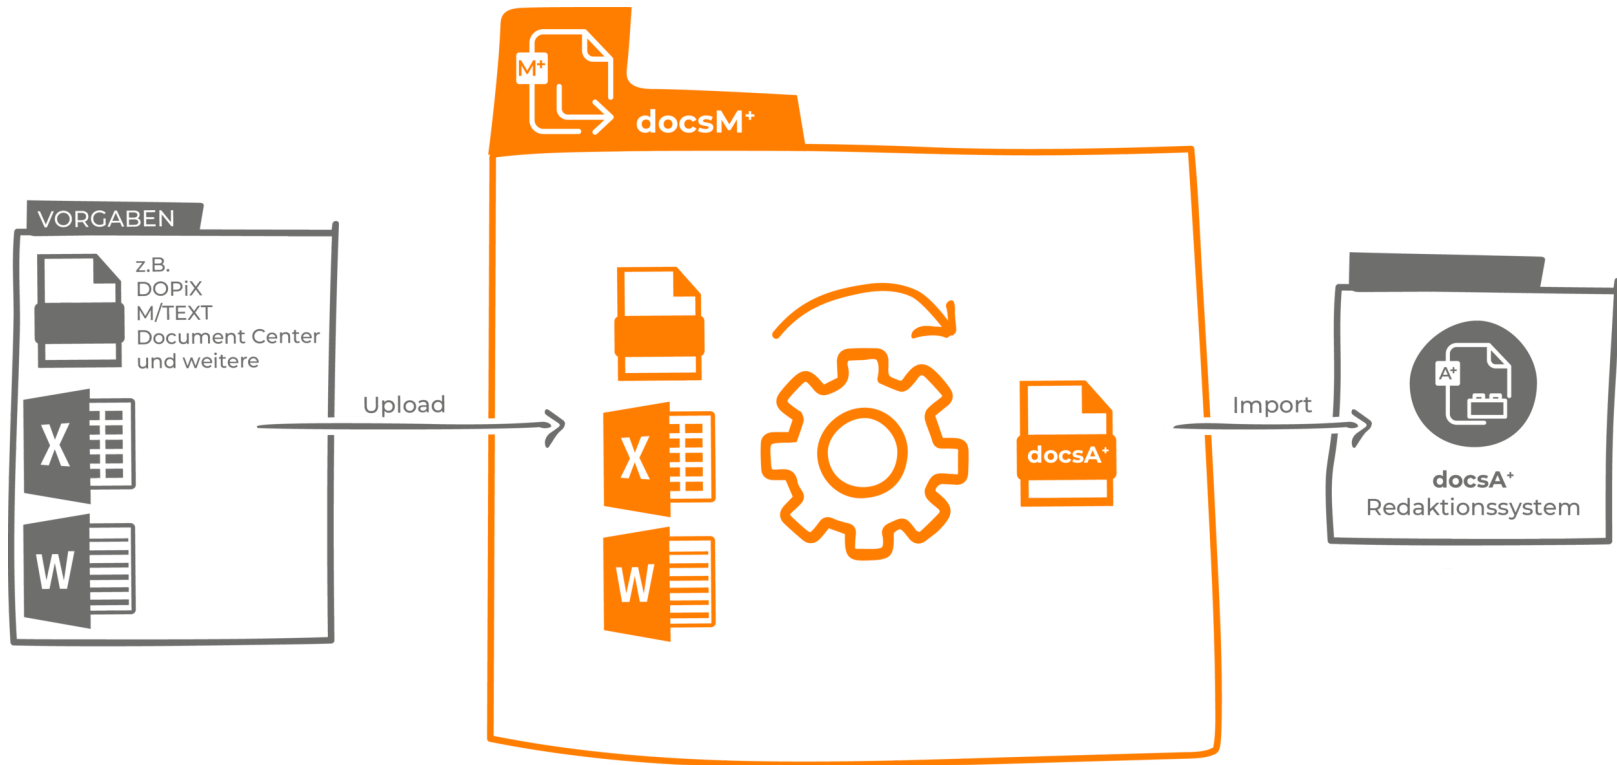 M+
docsM+
VORGABEN
z.B.
DOPiX
M/TEXT
Document Center
und weitere
X
W
Upload
X
W
docsA+
Import
A+
docsA+
Redaktionssystem